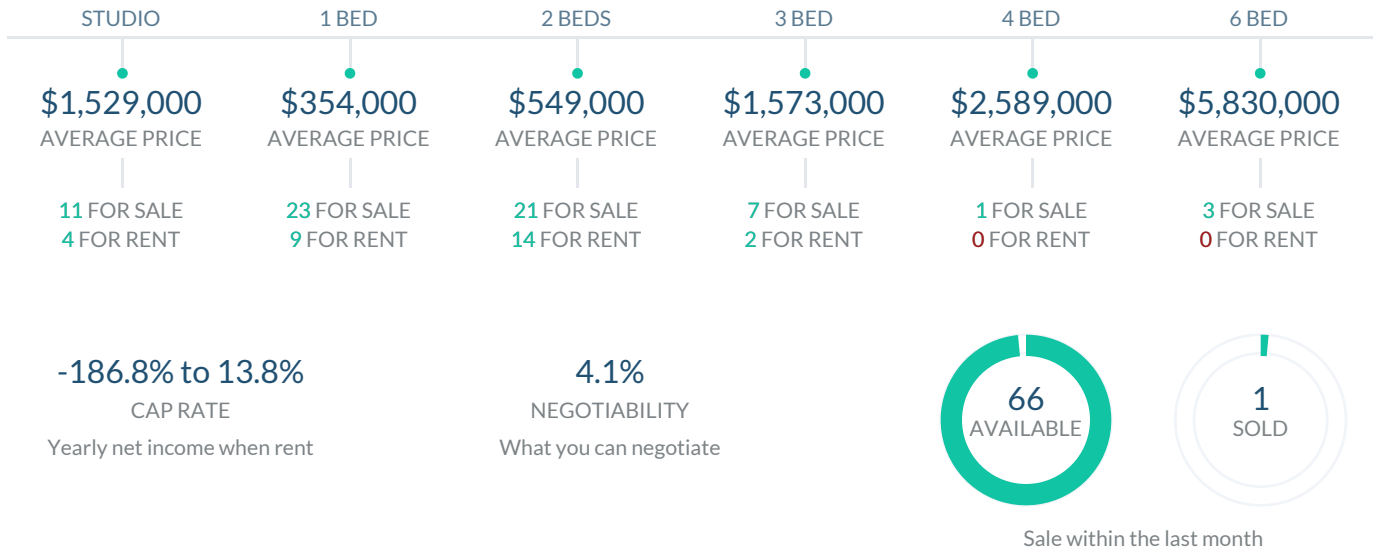 STUDIO 1 BED 2 BEDS 3 BED 4 BED 6 BED
$1,529,000 $354,000 $549,000 $1,573,000 $2,589,000 $5,830,000
AVERAGE PRICE AVERAGE PRICE AVERAGE PRICE AVERAGE PRICE AVERAGE PRICE AVERAGE PRICE
11 FOR SALE 23 FOR SALE 21 FOR SALE 7 FOR SALE 1 FOR SALE 3 FOR SALE
4 FOR RENT 9 FOR RENT 14 FOR RENT 2 FOR RENT 0 FOR RENT 0 FOR RENT
-186.8% to 13.8%
CAP RATE
Yearly net income when rent
4.1%
NEGOTIABILITY
What you can negotiate
66
AVAILABLE
1
SOLD
Sale within the last month